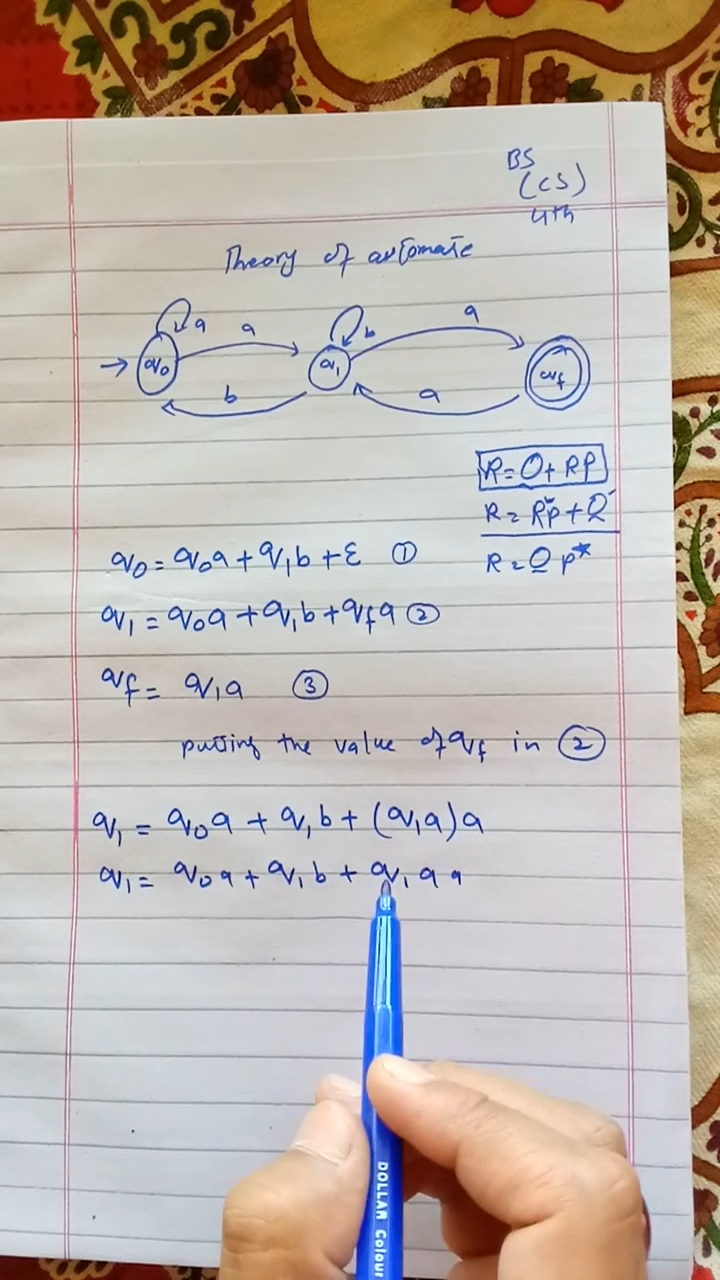 BS
(CS)
4th
Theory of automate
a a b a
q0 q1 qf
b a
R=Q+RP
R=RP+Q
R=QP*
q0=q0a+q1b+ε ①
q1=q0a+q1b+qfa ②
qf= q1a ③
putting the value of qf in ②
q1 = q0a + q1b + (q1a)a
q1= q0a+q1b + q1aa
DOLLAR Colour